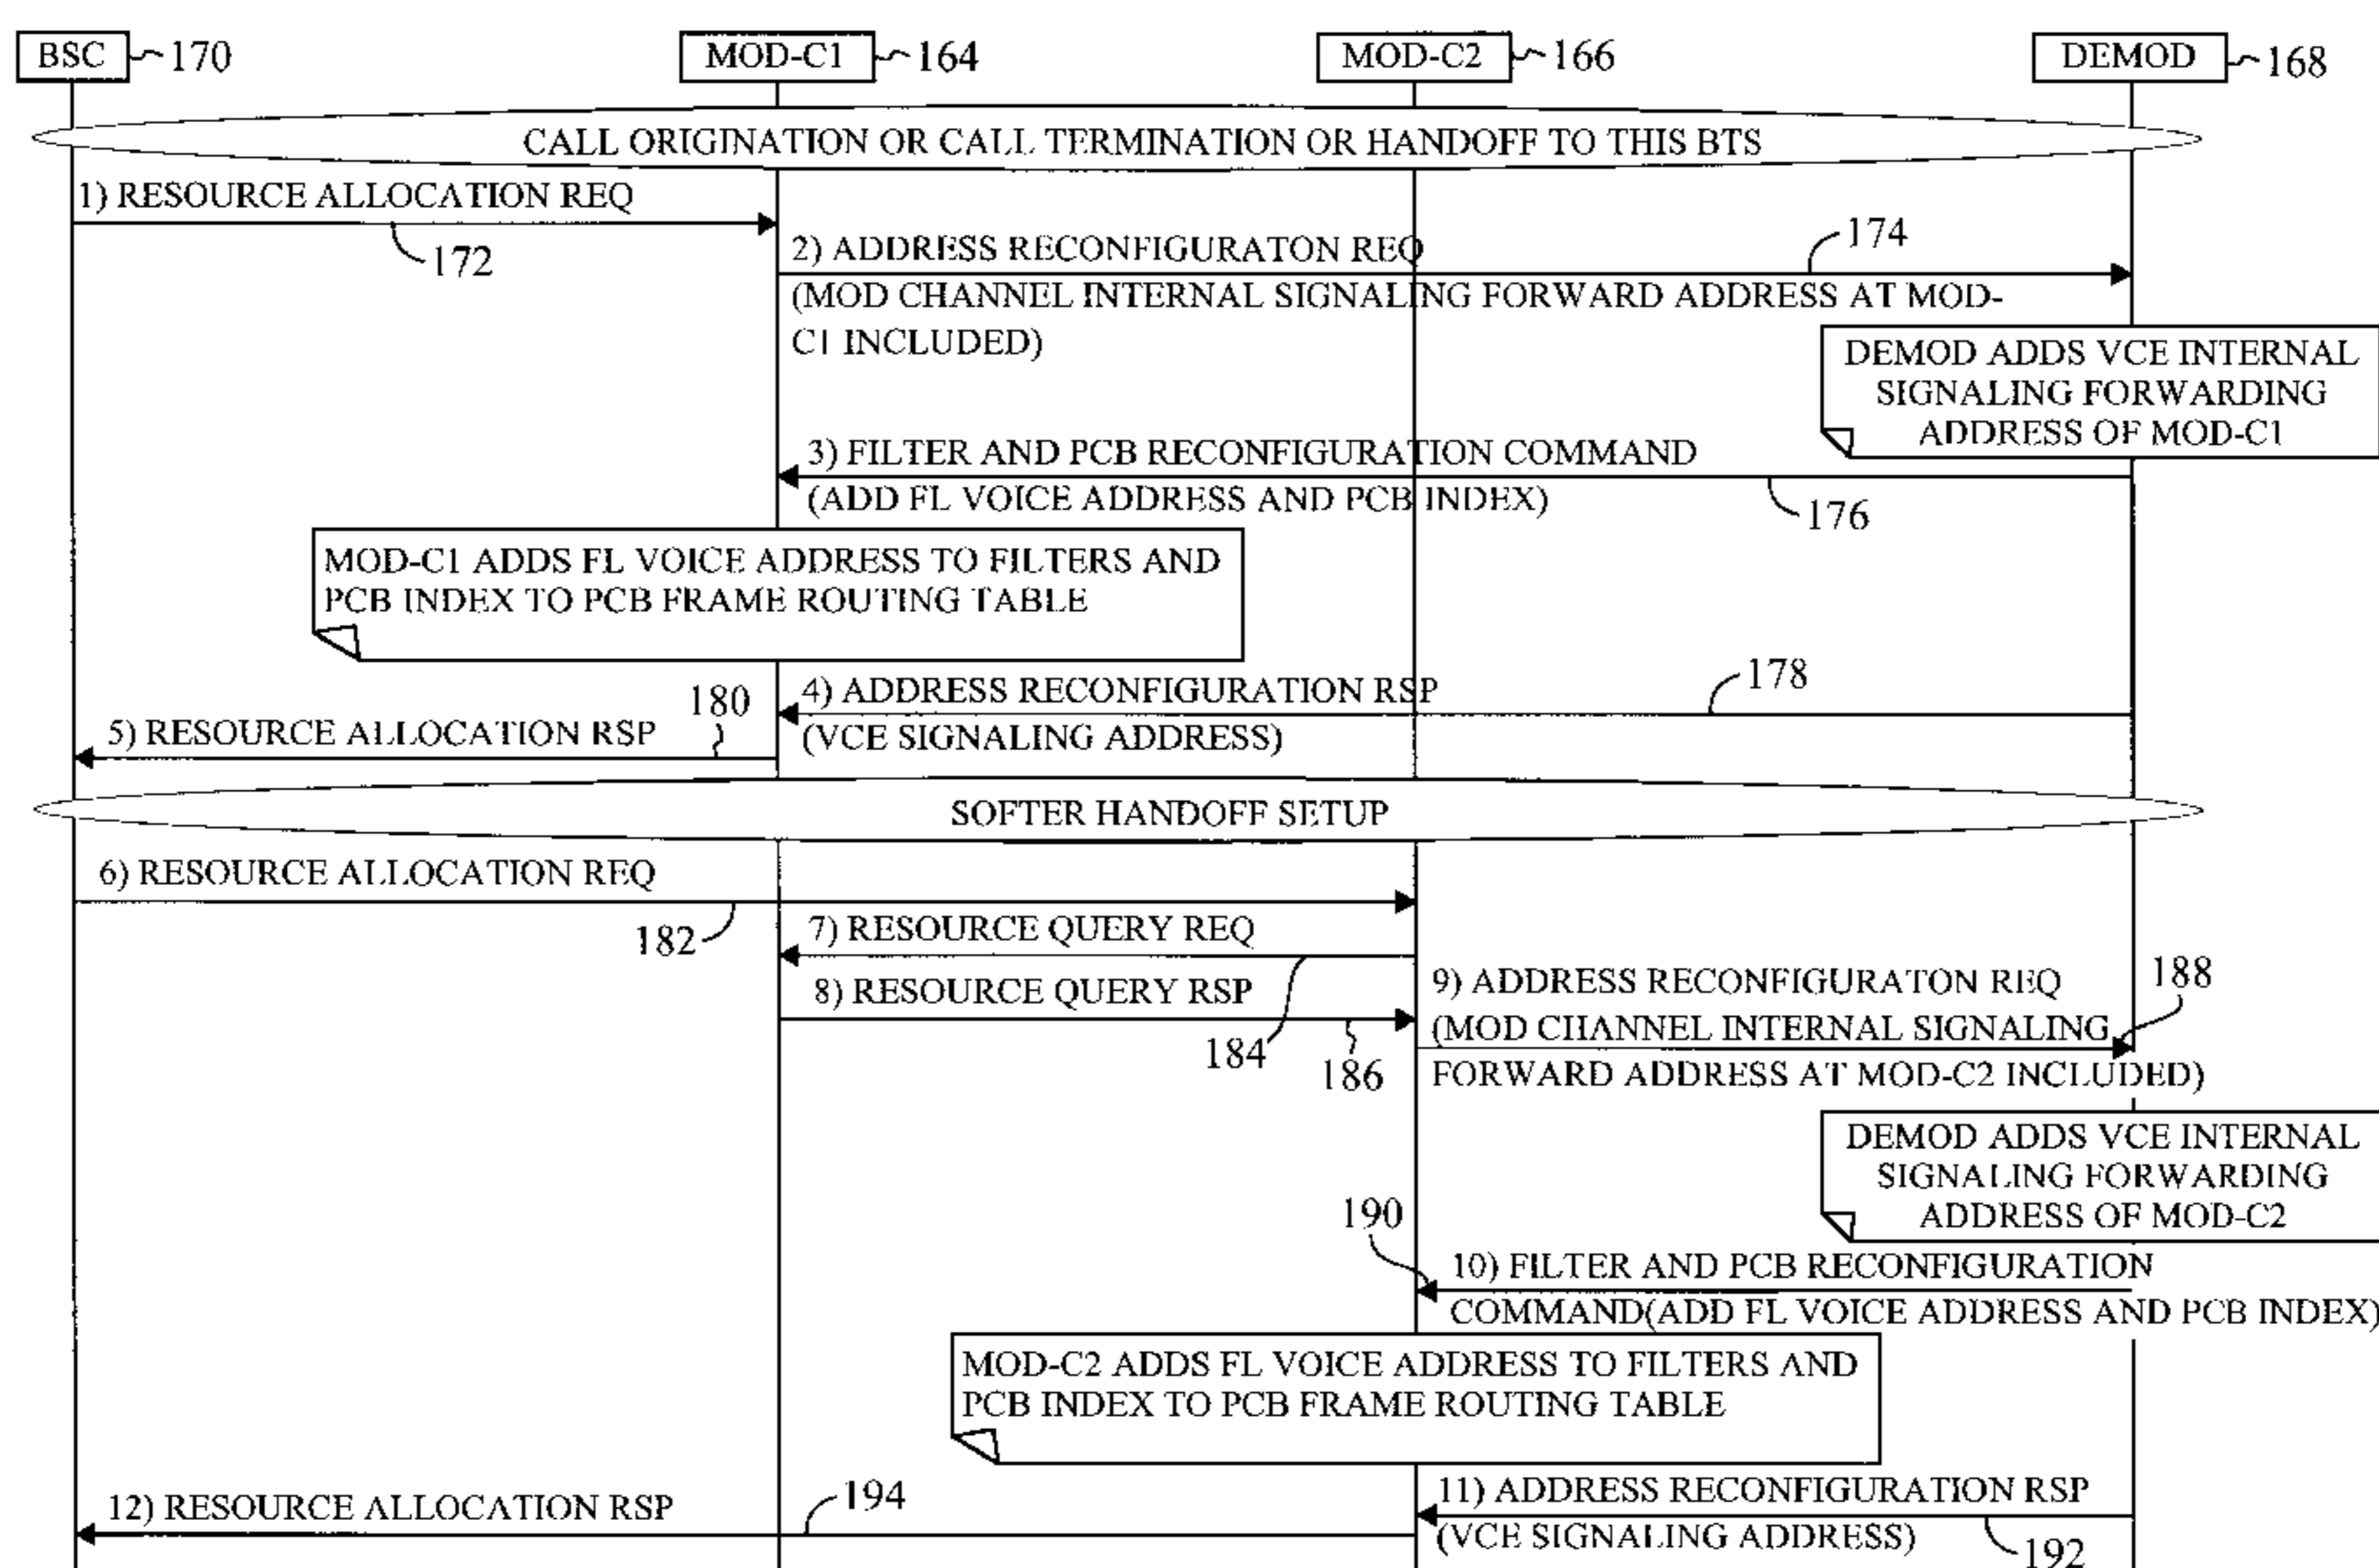 BSC 170 MOD-C1 164 MOD-C2 166 DEMOD 168
CALL ORIGINATION OR CALL TERMINATION OR HANDOFF TO THIS BTS
1) RESOURCE ALLOCATION REQ
172
2) ADDRESS RECONFIGURATON REQ
174
(MOD CHANNEL INTERNAL SIGNALING FORWARD ADDRESS AT MOD-
C1 INCLUDED)
DEMOD ADDS VCE INTERNAL
SIGNALING FORWARDING
ADDRESS OF MOD-C1
3) FILTER AND PCB RECONFIGURATION COMMAND
(ADD FL VOICE ADDRESS AND PCB INDEX)
176
MOD-C1 ADDS FL VOICE ADDRESS TO FILTERS AND
PCB INDEX TO PCB FRAME ROUTING TABLE
4) ADDRESS RECONFIGURATION RSP
178
(VCE SIGNALING ADDRESS)
180
5) RESOURCE ALLOCATION RSP
SOFTER HANDOFF SETUP
6) RESOURCE ALLOCATION REQ
182
7) RESOURCE QUERY REQ
184
8) RESOURCE QUERY RSP
186
9) ADDRESS RECONFIGURATON REQ
188
(MOD CHANNEL INTERNAL SIGNALING
FORWARD ADDRESS AT MOD-C2 INCLUDED)
DEMOD ADDS VCE INTERNAL
SIGNALING FORWARDING
ADDRESS OF MOD-C2
190
10) FILTER AND PCB RECONFIGURATION
COMMAND(ADD FL VOICE ADDRESS AND PCB INDEX)
MOD-C2 ADDS FL VOICE ADDRESS TO FILTERS AND
PCB INDEX TO PCB FRAME ROUTING TABLE
11) ADDRESS RECONFIGURATION RSP
(VCE SIGNALING ADDRESS)
192
12) RESOURCE ALLOCATION RSP
194